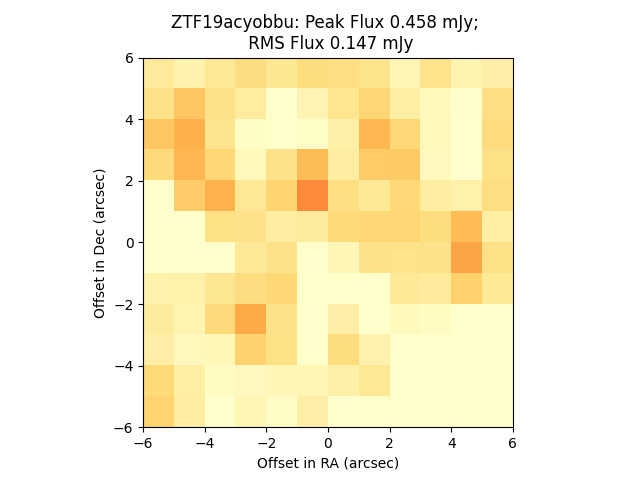 ZTF19acyobbu: Peak Flux 0.458 mJy;
RMS Flux 0.147 mJy
6
4
2
0
−2
−4
−6
Offset in Dec (arcsec)
−6 −4 −2 0 2 4 6
Offset in RA (arcsec)